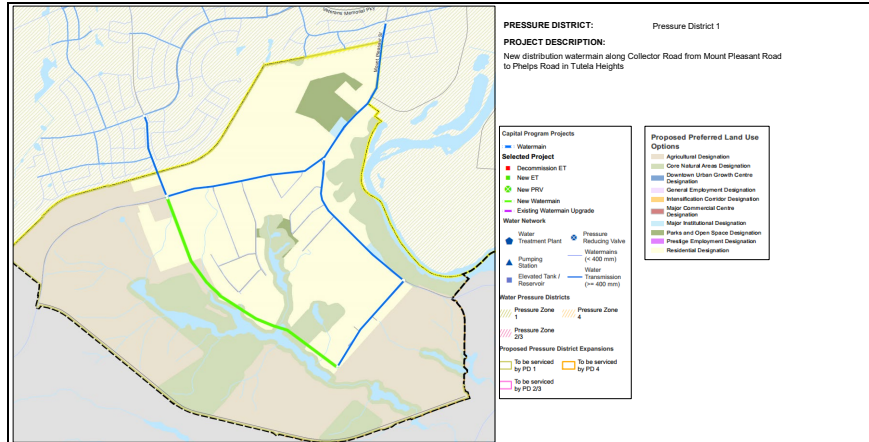 Veterans Memorial Pky
Mount Pleasant St
PRESSURE DISTRICT: Pressure District 1
PROJECT DESCRIPTION:
New distribution watermain along Collector Road from Mount Pleasant Road
to Phelps Road in Tutela Heights
Capital Program Projects
Watermain
Selected Project
Decommission ET
New ET
New PRV
New Watermain
Existing Watermain Upgrade
Water Network
Water
Treatment Plant
Pressure
Reducing Valve
Pumping
Station
Watermains
(< 400 mm)
Elevated Tank /
Reservoir
Water
Transmission
(>= 400 mm)
Water Pressure Districts
Pressure Zone
1
Pressure Zone
4
Pressure Zone
2/3
Proposed Pressure District Expansions
To be serviced
by PD 1
To be serviced
by PD 4
To be serviced
by PD 2/3
Proposed Preferred Land Use
Options
Agricultural Designation
Core Natural Areas Designation
Downtown Urban Growth Centre
Designation
General Employment Designation
Intensification Corridor Designation
Major Commercial Centre
Designation
Major Institutional Designation
Parks and Open Space Designation
Prestige Employment Designation
Residential Designation